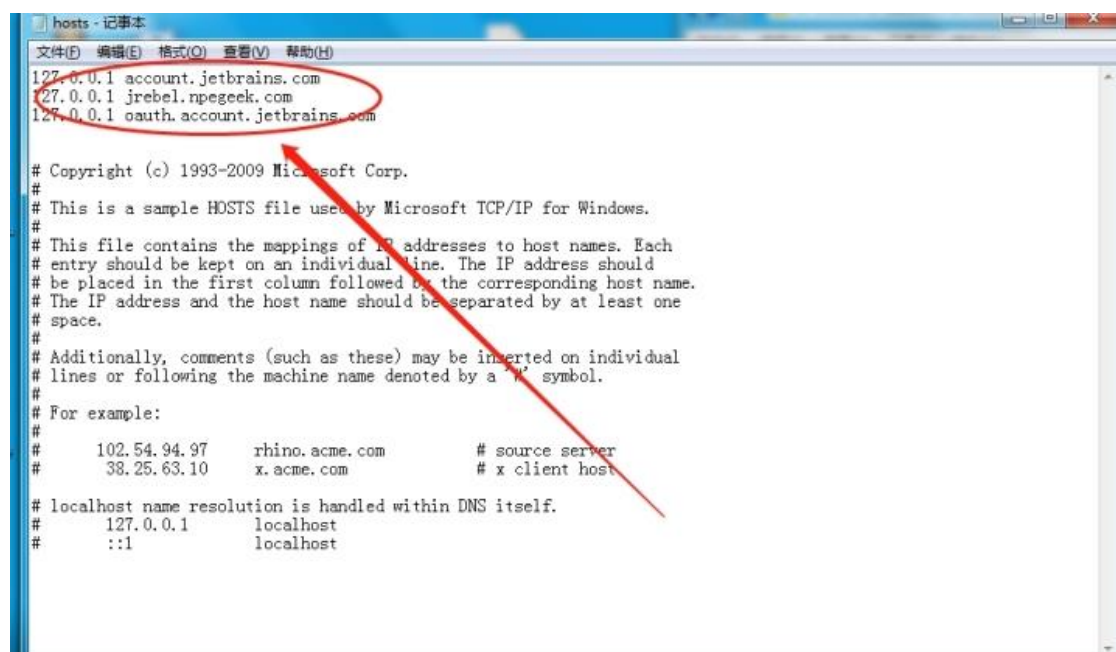 hosts - 记事本
文件(F) 编辑(E) 格式(O) 查看(V) 帮助(H)
127.0.0.1 account.jetbrains.com
127.0.0.1 jrebel.npegeek.com
127.0.0.1 oauth.account.jetbrains.com
# Copyright (c) 1993-2009 Microsoft Corp.
#
# This is a sample HOSTS file used by Microsoft TCP/IP for Windows.
#
# This file contains the mappings of IP addresses to host names. Each
# entry should be kept on an individual line. The IP address should
# be placed in the first column followed by the corresponding host name.
# The IP address and the host name should be separated by at least one
# space.
#
# Additionally, comments (such as these) may be inserted on individual
# lines or following the machine name denoted by a '#' symbol.
#
# For example:
#
# 102.54.94.97 rhino.acme.com # source server
# 38.25.63.10 x.acme.com # x client host
# localhost name resolution is handled within DNS itself.
# 127.0.0.1 localhost
# ::1 localhost